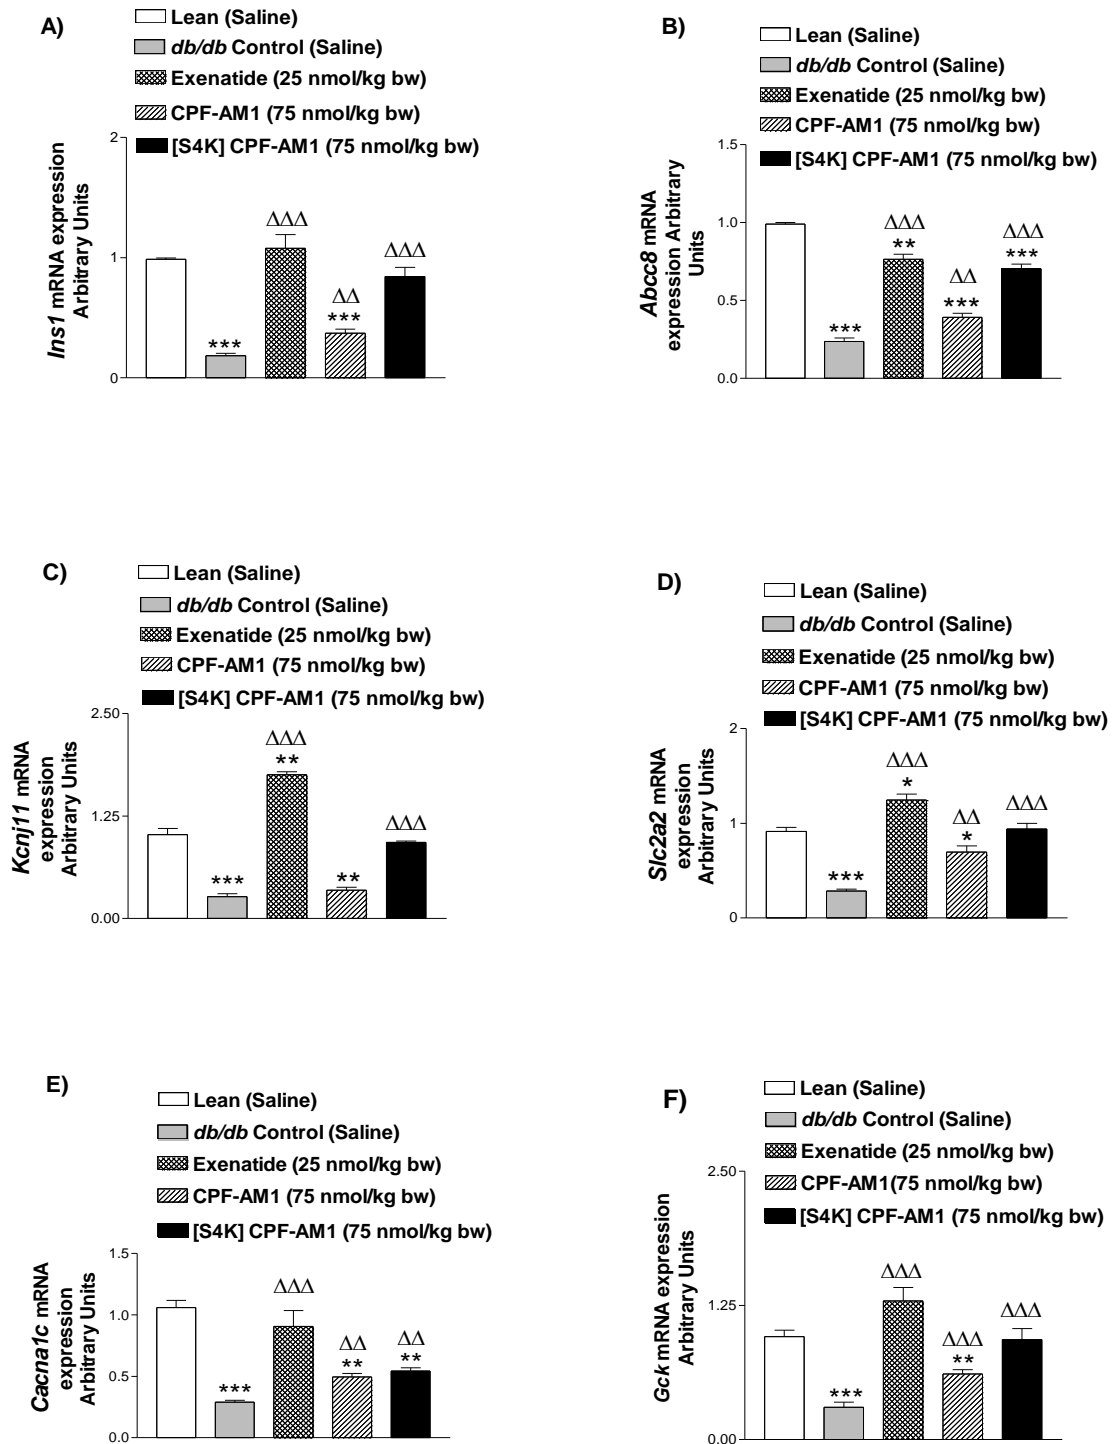 A)
Lean (Saline)
db/db Control (Saline)
Exenatide (25 nmol/kg bw)
CPF-AM1 (75 nmol/kg bw)
[S4K] CPF-AM1 (75 nmol/kg bw)
Ins1 mRNA expression
Arbitrary Units
2
1
0
***
ΔΔΔ
ΔΔ
***
ΔΔΔ
B)
Lean (Saline)
db/db Control (Saline)
Exenatide (25 nmol/kg bw)
CPF-AM1 (75 nmol/kg bw)
[S4K] CPF-AM1 (75 nmol/kg bw)
Abcc8 mRNA
expression Arbitrary
Units
1.5
1.0
0.5
0.0
***
ΔΔΔ
**
ΔΔ
***
ΔΔΔ
***
C)
Lean (Saline)
db/db Control (Saline)
Exenatide (25 nmol/kg bw)
CPF-AM1 (75 nmol/kg bw)
[S4K] CPF-AM1 (75 nmol/kg bw)
Kcnj11 mRNA
expression
Arbitrary Units
2.50
1.25
0.00
***
ΔΔΔ
**
**
ΔΔΔ
D)
Lean (Saline)
db/db Control (Saline)
Exenatide (25 nmol/kg bw)
CPF-AM1 (75 nmol/kg bw)
[S4K] CPF-AM1 (75 nmol/kg bw)
Slc2a2 mRNA
expression
Arbitrary Units
2
1
0
***
ΔΔΔ
*
ΔΔ
*
ΔΔΔ
E)
Lean (Saline)
db/db Control (Saline)
Exenatide (25 nmol/kg bw)
CPF-AM1 (75 nmol/kg bw)
[S4K] CPF-AM1 (75 nmol/kg bw)
Cacna1c mRNA
expression
Arbitrary Units
1.5
1.0
0.5
0.0
***
ΔΔΔ
ΔΔ
**
ΔΔ
**
F)
Lean (Saline)
db/db Control (Saline)
Exenatide (25 nmol/kg bw)
CPF-AM1(75 nmol/kg bw)
[S4K] CPF-AM1 (75 nmol/kg bw)
Gck mRNA expression
Arbitrary Units
2.50
1.25
0.00
***
ΔΔΔ
ΔΔΔ
**
ΔΔΔ